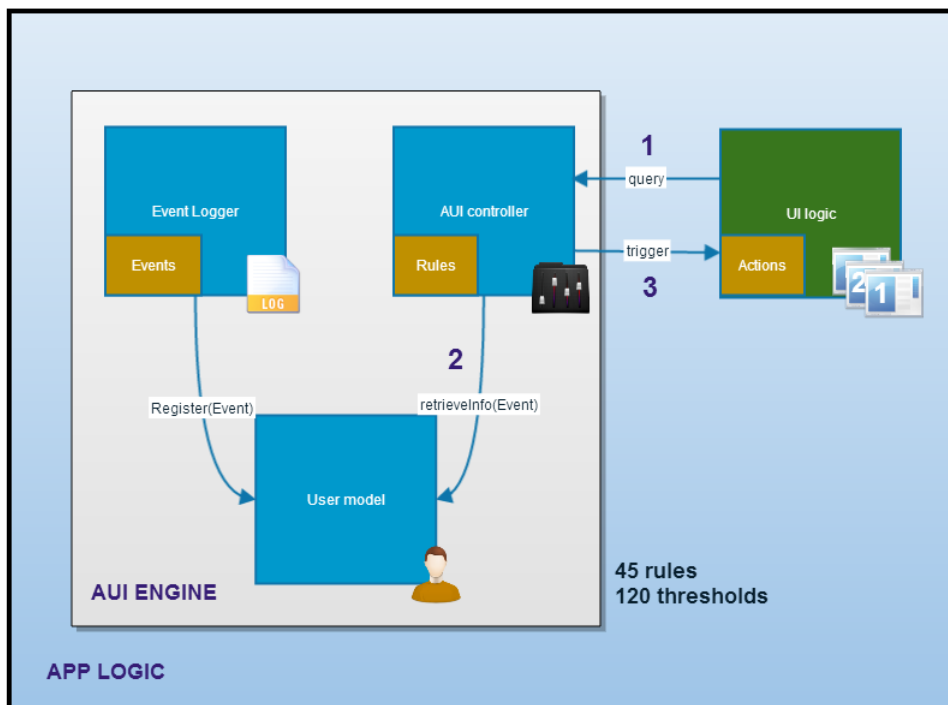 1
query
Event Logger
AUI controller
UI logic
Events
Rules
trigger
Actions
LOG
3
2
1
2
Register(Event)
retrieveInfo(Event)
User model
45 rules
120 thresholds
AUI ENGINE
APP LOGIC